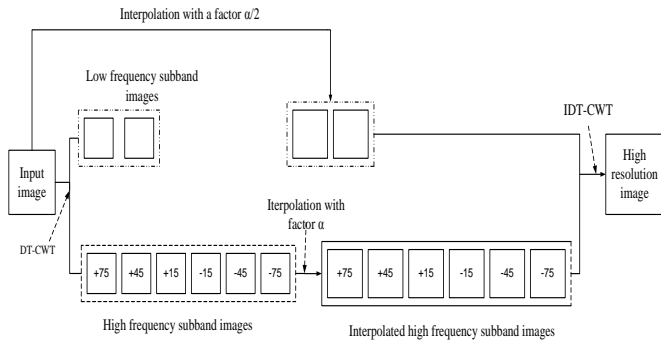 Interpolation with a factor α/2
Low frequency subband
images
IDT-CWT
Input
image
High
resolution
image
DT-CWT
Iterpolation with
factor α
+75 +45 +15 -15 -45 -75
+75 +45 +15 -15 -45 -75
High frequency subband images
Interpolated high frequency subband images